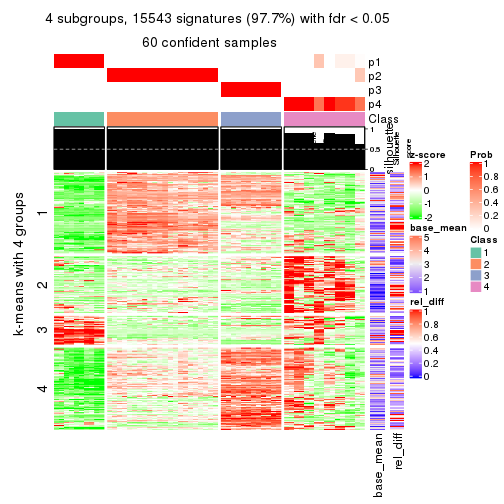 4 subgroups, 15543 signatures (97.7%) with fdr < 0.05
60 confident samples
p1
p2
p3
p4
Class
1
0.5
0
silhouette
Silhouette
score
k-means with 4 groups
1
2
3
4
base_mean
rel_diff
z-score
2
1
0
-1
-2
base_mean
5
4
3
2
1
rel_diff
1
0.8
0.6
0.4
0.2
0
Prob
1
0.8
0.6
0.4
0.2
0
Class
1
2
3
4